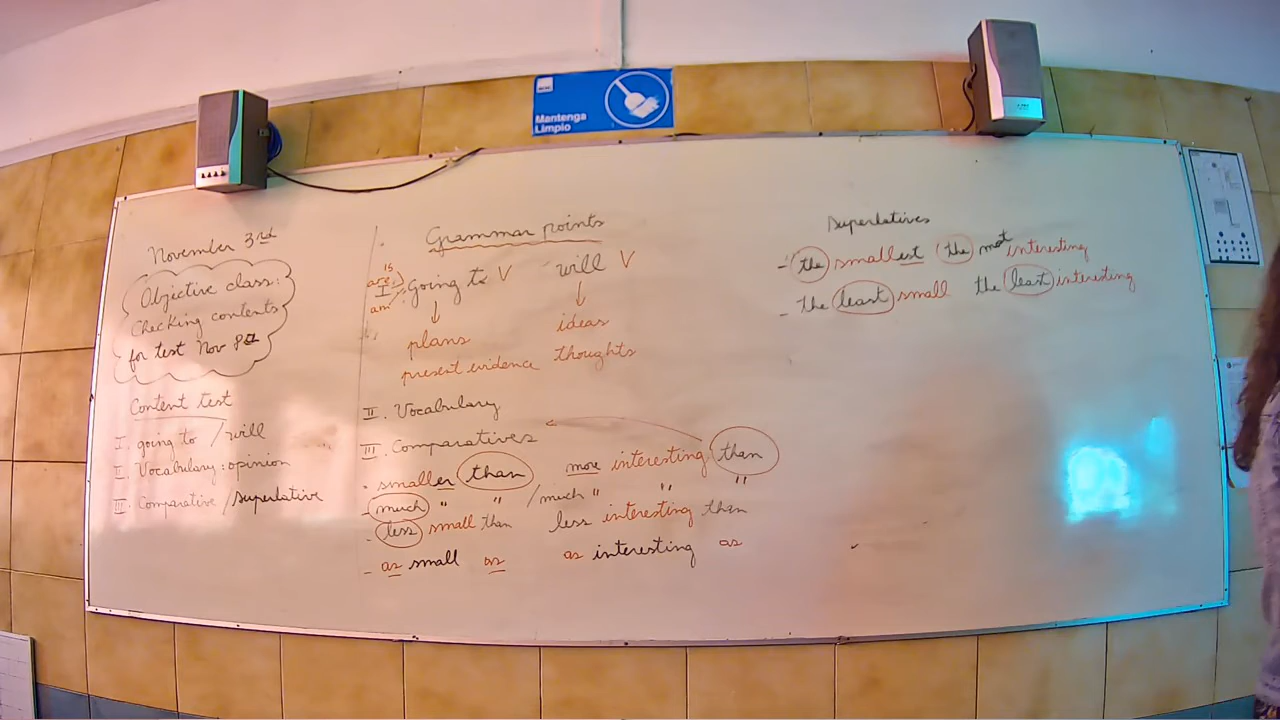 Mantenga
Limpio
November 3rd
Objective class:
Checking contents
for test Nov 8th
Content test
I. going to / will
II. Vocabulary: opinion
III. Comparative / superlative
Grammar points
is
are
I
am
going to V will V
↓ ↓
plans ideas
present evidence thoughts
II. Vocabulary
III. Comparatives
- smaller than more interesting than
- much " " / much " " "
- less small than less interesting than
- as small as as interesting as
Superlatives
- the smallest the most interesting
- the least small the least interesting